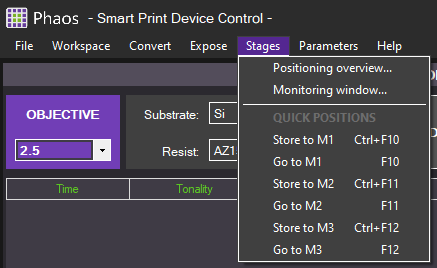 Phaos - Smart Print Device Control -
File Workspace Convert Expose Stages Parameters Help
Positioning overview...
Monitoring window...
QUICK POSITIONS
Store to M1 Ctrl+F10
Go to M1 F10
Store to M2 Ctrl+F11
Go to M2 F11
Store to M3 Ctrl+F12
Go to M3 F12
OBJECTIVE
2.5
Substrate: Si
Resist:
Time Tonality